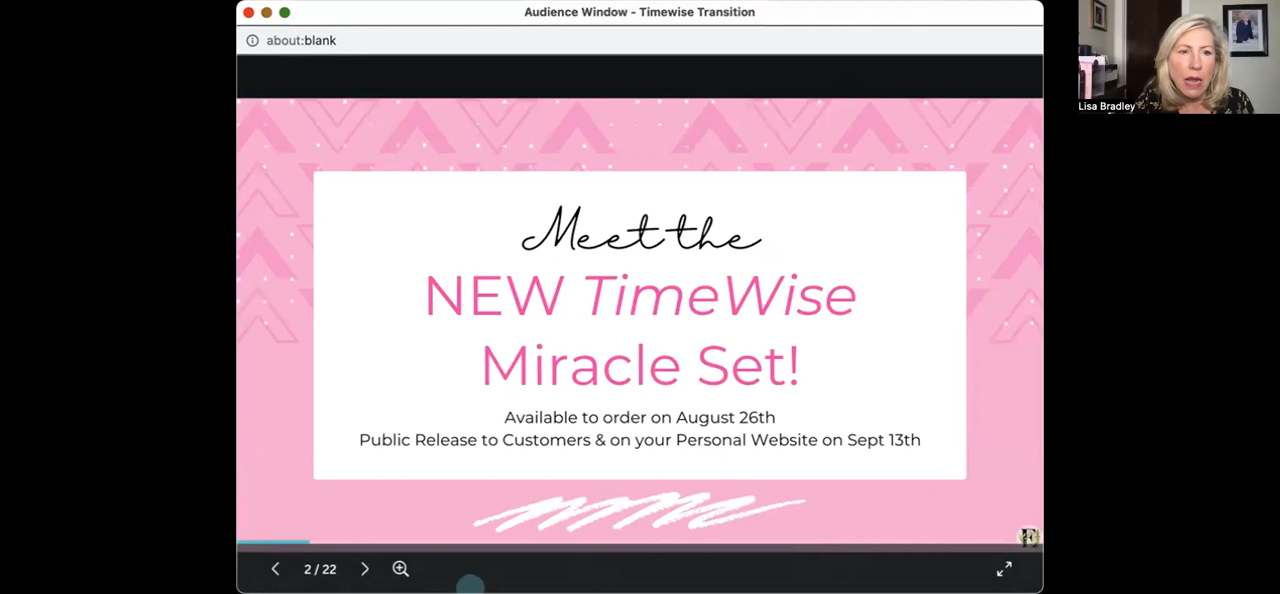 Audience Window - Timewise Transition
about:blank
Lisa Bradley
Meet the
NEW TimeWise
Miracle Set!
Available to order on August 26th
Public Release to Customers & on your Personal Website on Sept 13th
2 / 22